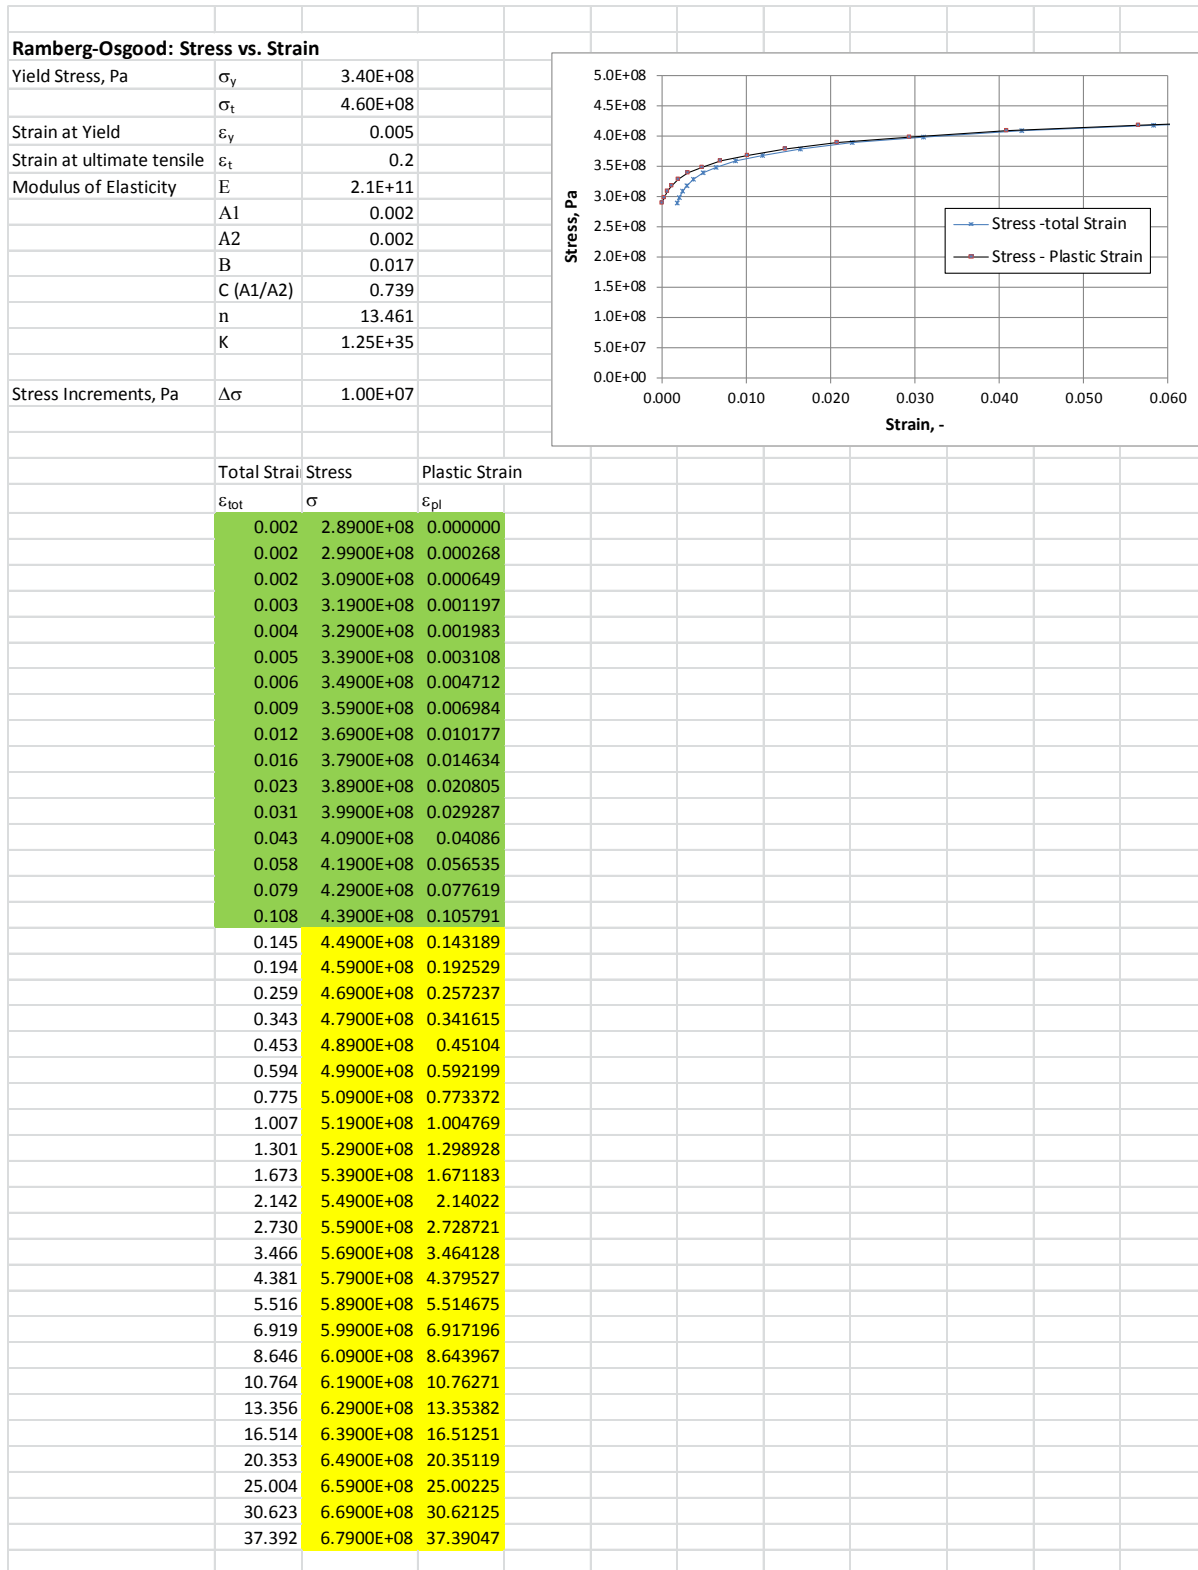 Ramberg-Osgood: Stress vs. Strain
Yield Stress, Pa σy 3.40E+08
σt 4.60E+08
Strain at Yield εy 0.005
Strain at ultimate tensile εt 0.2
Modulus of Elasticity E 2.1E+11
A1 0.002
A2 0.002
B 0.017
C (A1/A2) 0.739
n 13.461
K 1.25E+35
Stress Increments, Pa Δσ 1.00E+07
5.0E+08
4.5E+08
4.0E+08
3.5E+08
3.0E+08
2.5E+08
2.0E+08
1.5E+08
1.0E+08
5.0E+07
0.0E+00
Stress, Pa
Stress -total Strain
Stress - Plastic Strain
0.000 0.010 0.020 0.030 0.040 0.050 0.060
Strain, -
Total Strai Stress Plastic Strain
εtot σ εpl
0.002 2.8900E+08 0.000000
0.002 2.9900E+08 0.000268
0.002 3.0900E+08 0.000649
0.003 3.1900E+08 0.001197
0.004 3.2900E+08 0.001983
0.005 3.3900E+08 0.003108
0.006 3.4900E+08 0.004712
0.009 3.5900E+08 0.006984
0.012 3.6900E+08 0.010177
0.016 3.7900E+08 0.014634
0.023 3.8900E+08 0.020805
0.031 3.9900E+08 0.029287
0.043 4.0900E+08 0.04086
0.058 4.1900E+08 0.056535
0.079 4.2900E+08 0.077619
0.108 4.3900E+08 0.105791
0.145 4.4900E+08 0.143189
0.194 4.5900E+08 0.192529
0.259 4.6900E+08 0.257237
0.343 4.7900E+08 0.341615
0.453 4.8900E+08 0.45104
0.594 4.9900E+08 0.592199
0.775 5.0900E+08 0.773372
1.007 5.1900E+08 1.004769
1.301 5.2900E+08 1.298928
1.673 5.3900E+08 1.671183
2.142 5.4900E+08 2.14022
2.730 5.5900E+08 2.728721
3.466 5.6900E+08 3.464128
4.381 5.7900E+08 4.379527
5.516 5.8900E+08 5.514675
6.919 5.9900E+08 6.917196
8.646 6.0900E+08 8.643967
10.764 6.1900E+08 10.76271
13.356 6.2900E+08 13.35382
16.514 6.3900E+08 16.51251
20.353 6.4900E+08 20.35119
25.004 6.5900E+08 25.00225
30.623 6.6900E+08 30.62125
37.392 6.7900E+08 37.39047